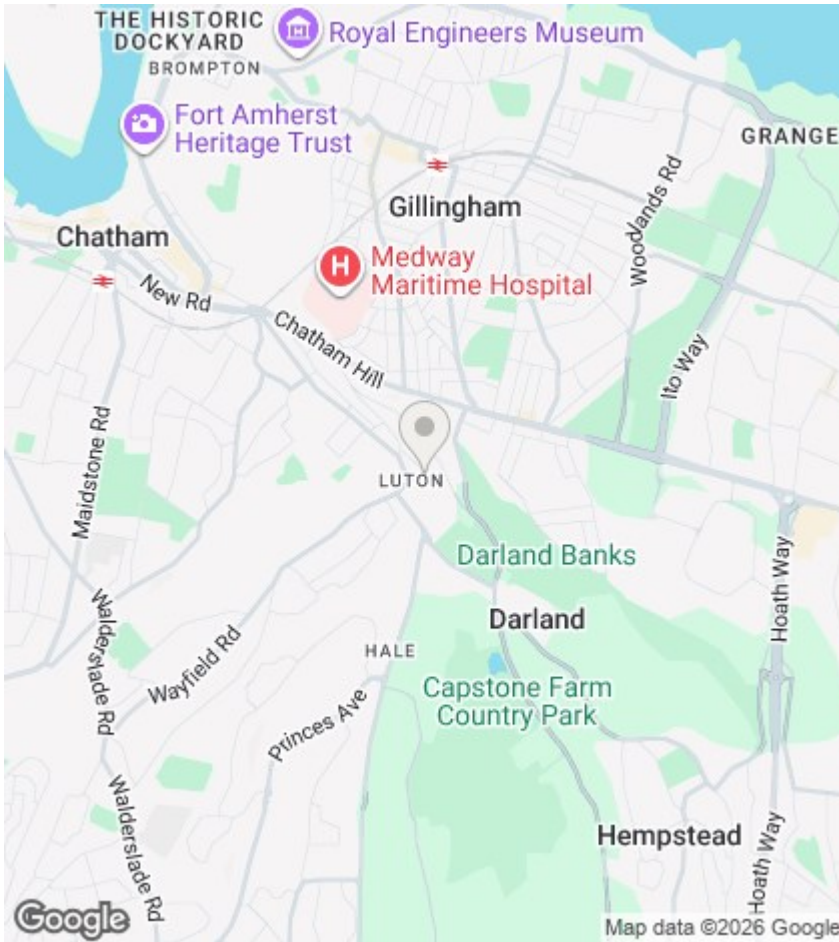 THE HISTORIC
DOCKYARD
BROMPTON
Royal Engineers Museum
Fort Amherst
Heritage Trust
GRANGE
Gillingham
Woodlands Rd
Chatham
H
Medway
Maritime Hospital
New Rd
Chatham Hill
Ito Way
Maidstone Rd
LUTON
Darland Banks
Hoath Way
Darland
Walderslade Rd
HALE
Wayfield Rd
Capstone Farm
Country Park
Princes Ave
Walderslade Rd
Hempstead
Hoath Way
Google
Map data ©2026 Google